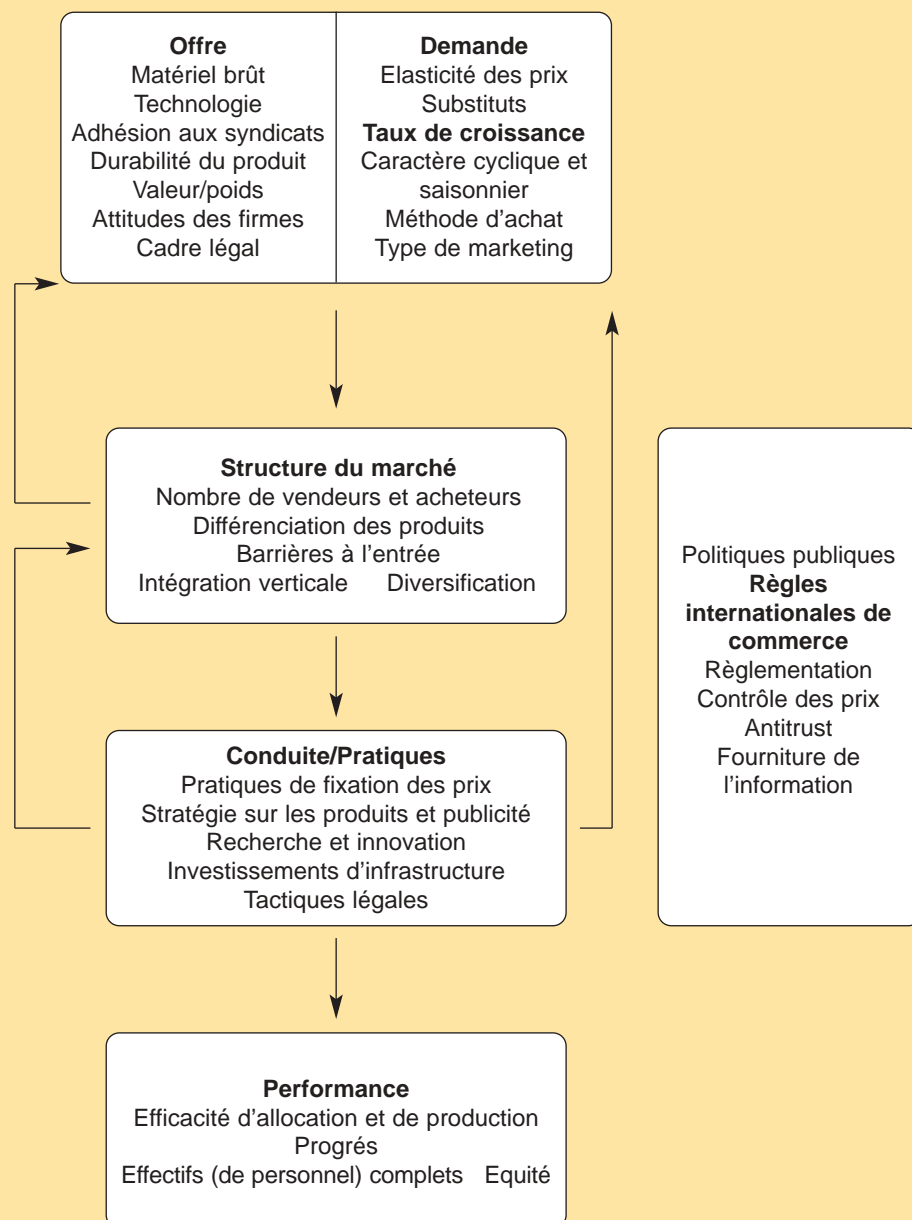 Offre
Matériel brût
Technologie
Adhésion aux syndicats
Durabilité du produit
Valeur/poids
Attitudes des firmes
Cadre légal
Demande
Elasticité des prix
Substituts
Taux de croissance
Caractère cyclique et
saisonnier
Méthode d’achat
Type de marketing
Structure du marché
Nombre de vendeurs et acheteurs
Différenciation des produits
Barrières à l’entrée
Intégration verticale Diversification
Politiques publiques
Règles
internationales de
commerce
Règlementation
Contrôle des prix
Antitrust
Fourniture de
l’information
Conduite/Pratiques
Pratiques de fixation des prix
Stratégie sur les produits et publicité
Recherche et innovation
Investissements d’infrastructure
Tactiques légales
Performance
Efficacité d’allocation et de production
Progrés
Effectifs (de personnel) complets Equité